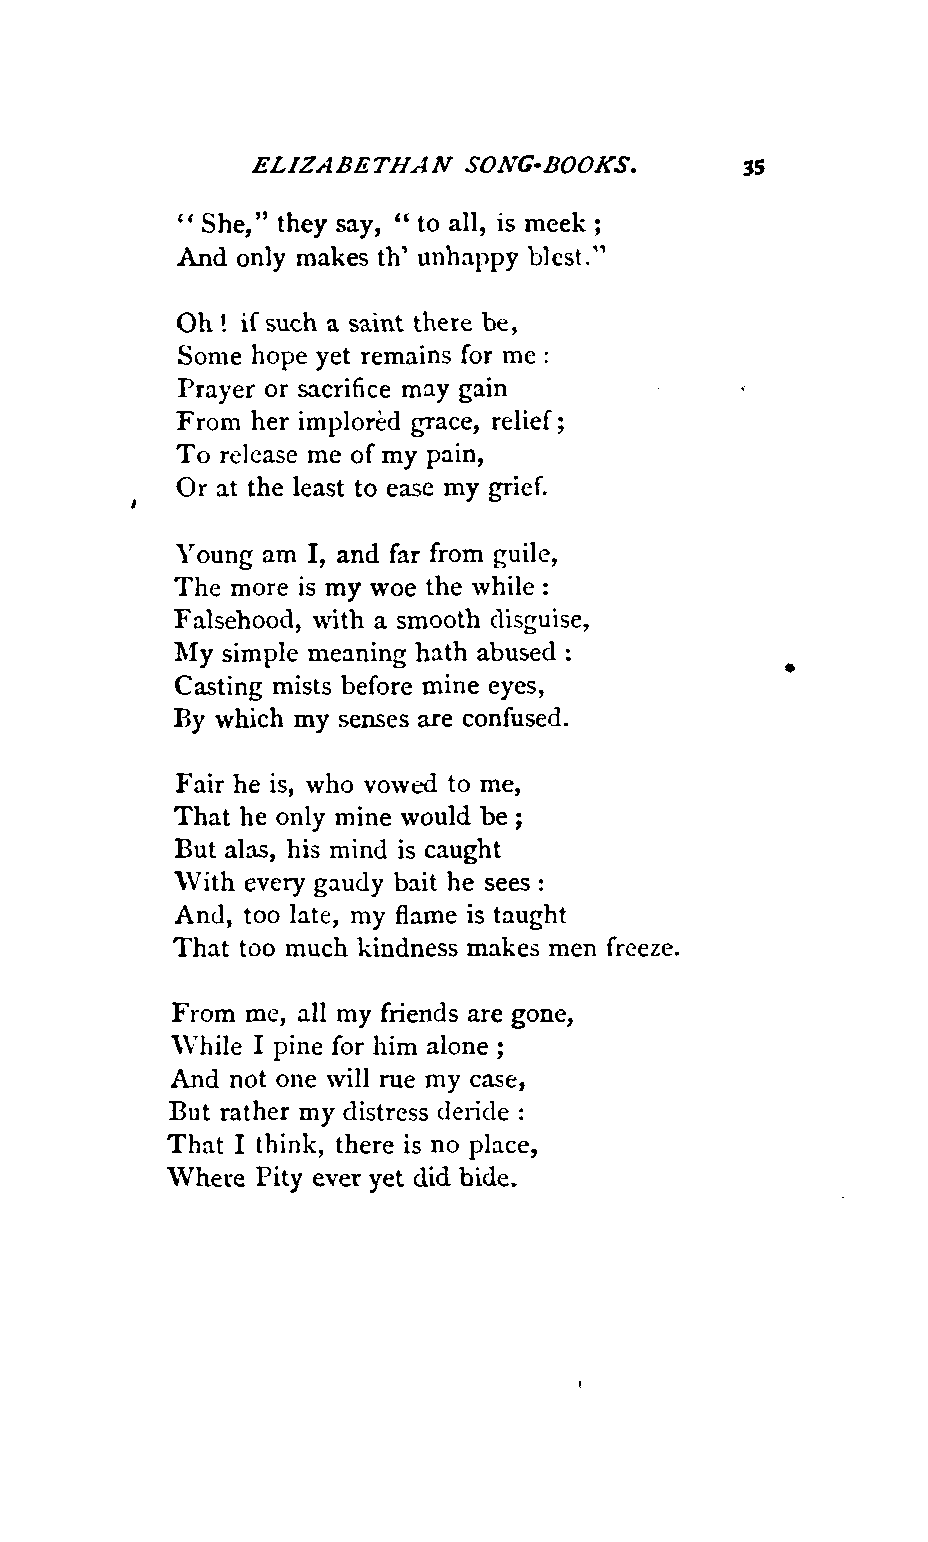 ELIZABETHAN SONG-BOOKS. 35
“ She,” they say, “ to all, is meek ;
And only makes th’ unhappy blest.”
Oh ! if such a saint there be,
Some hope yet remains for me :
Prayer or sacrifice may gain
From her implorèd grace, relief ;
To release me of my pain,
Or at the least to ease my grief.
Young am I, and far from guile,
The more is my woe the while :
Falsehood, with a smooth disguise,
My simple meaning hath abused :
Casting mists before mine eyes,
By which my senses are confused.
Fair he is, who vowed to me,
That he only mine would be ;
But alas, his mind is caught
With every gaudy bait he sees :
And, too late, my flame is taught
That too much kindness makes men freeze.
From me, all my friends are gone,
While I pine for him alone ;
And not one will rue my case,
But rather my distress deride :
That I think, there is no place,
Where Pity ever yet did bide.